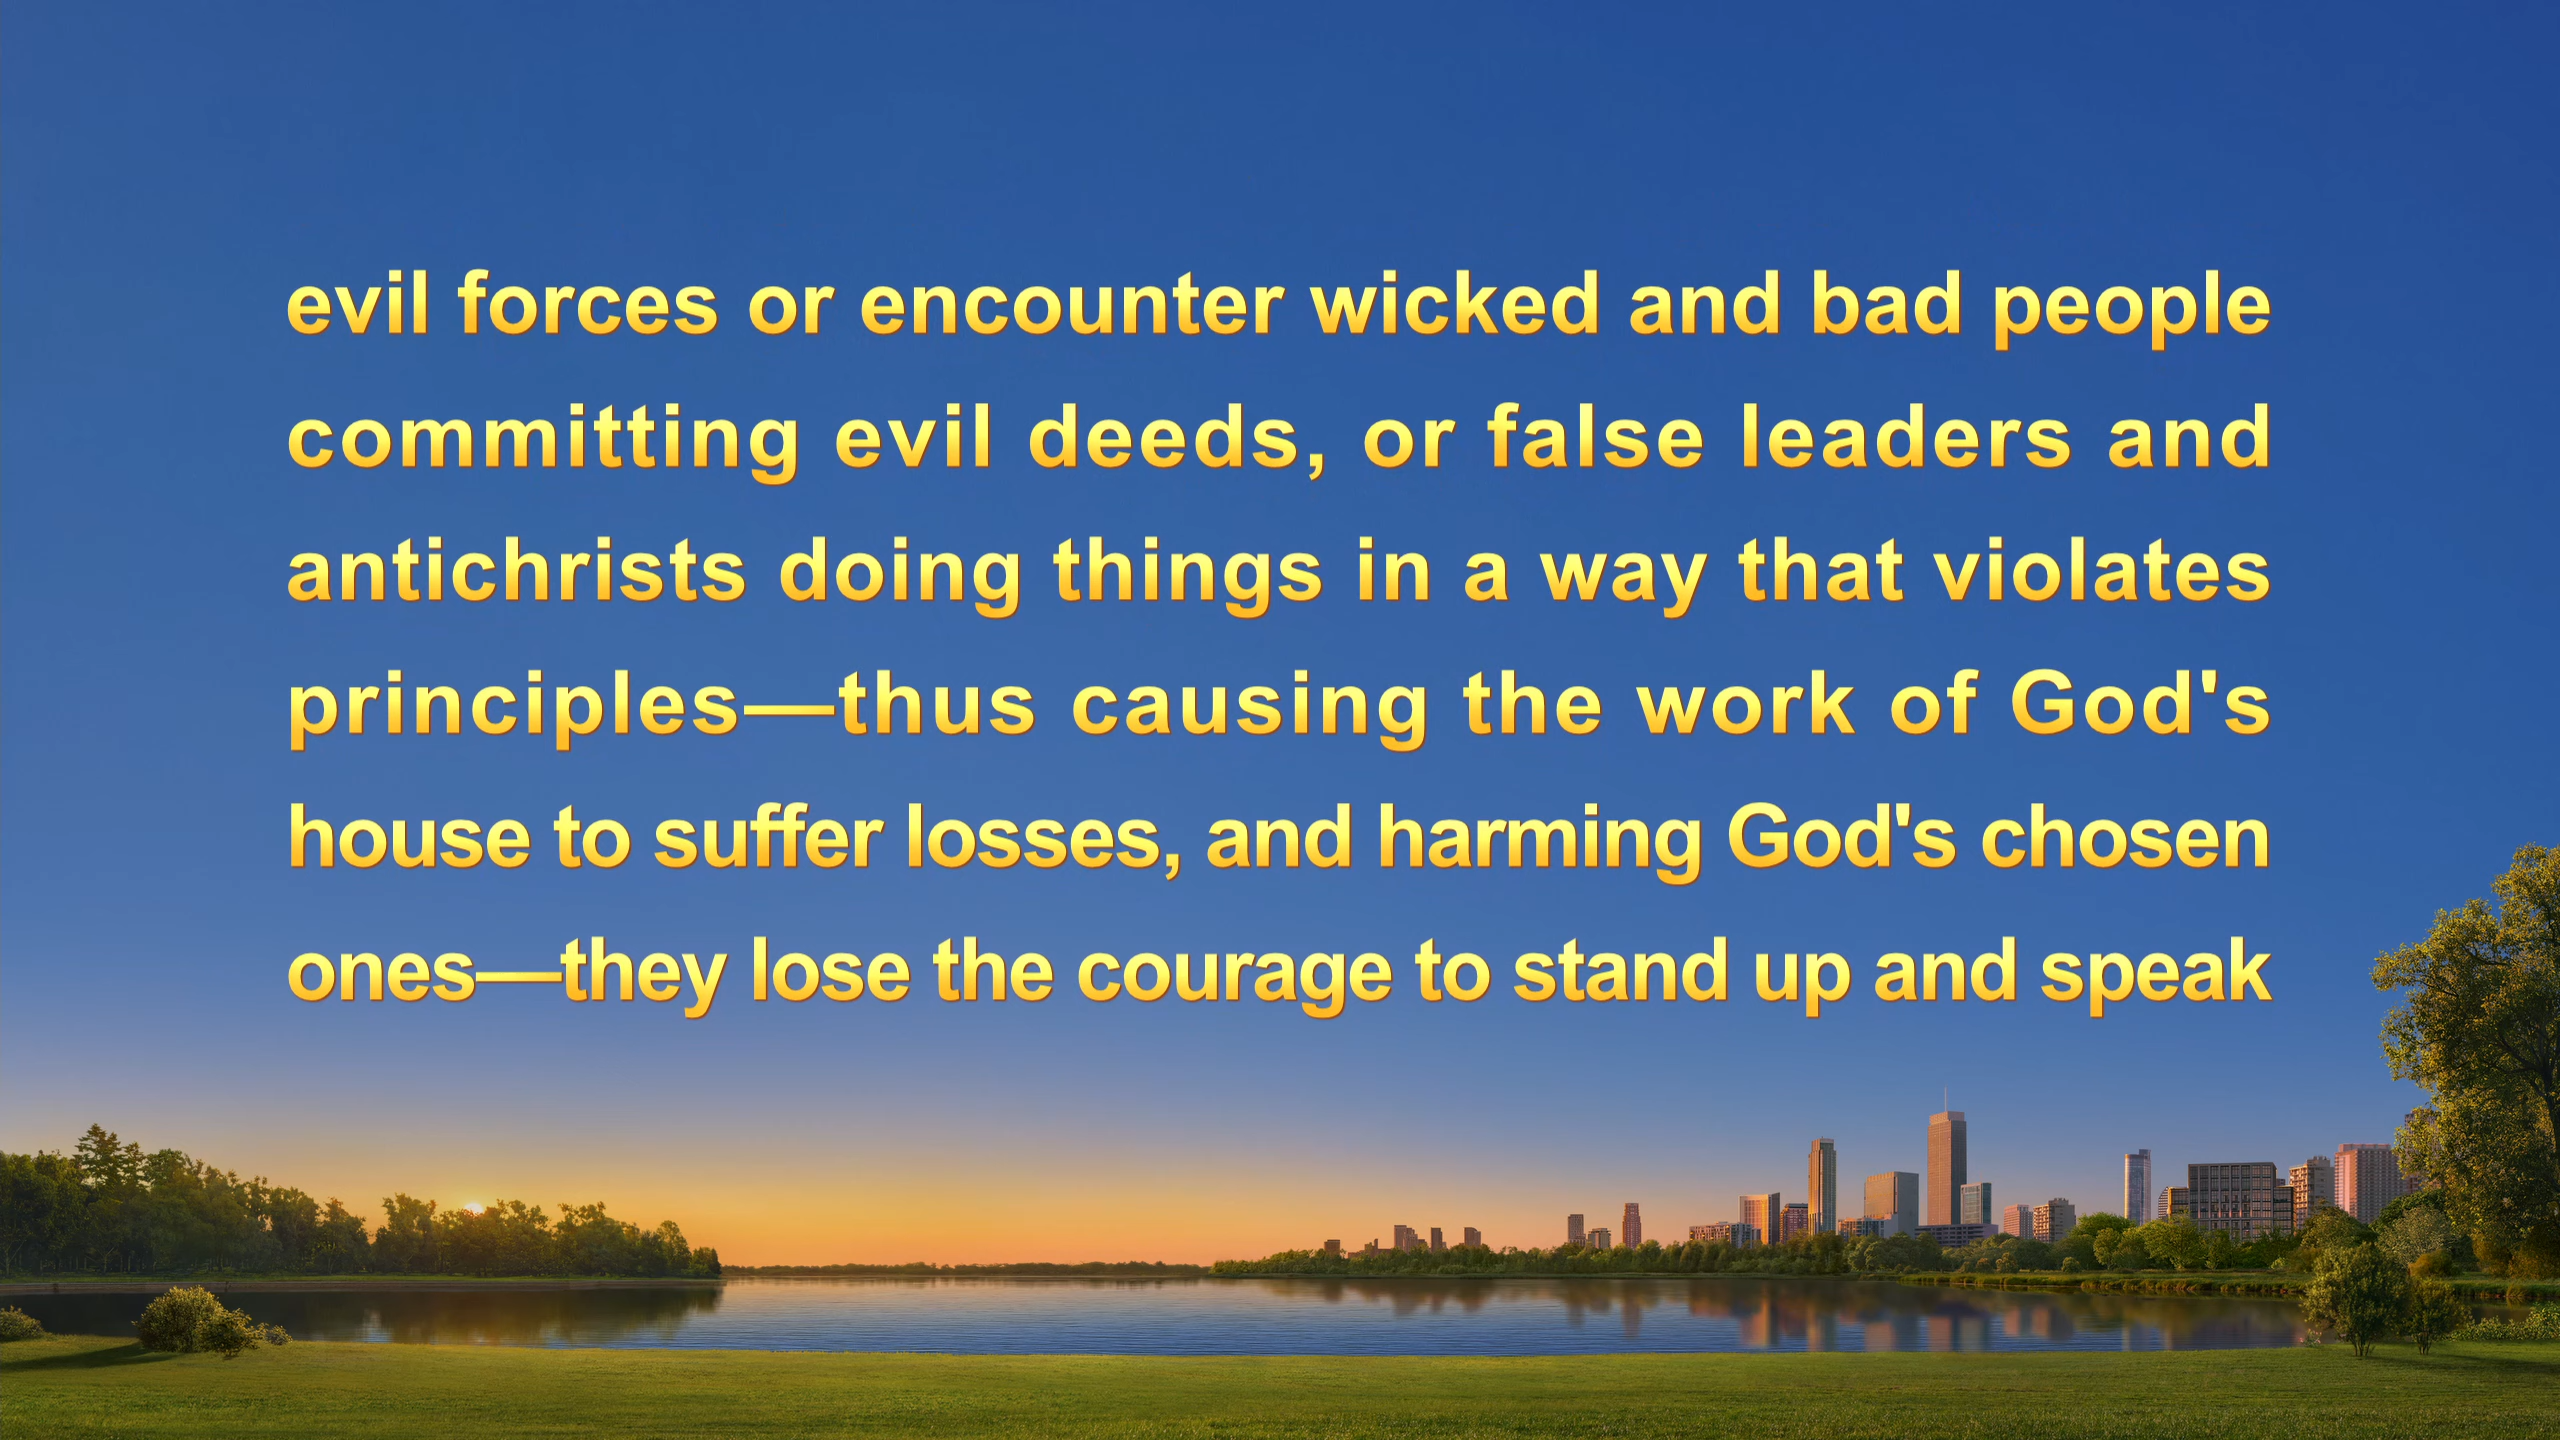 evil forces or encounter wicked and bad people
committing evil deeds, or false leaders and
antichrists doing things in a way that violates
principles—thus causing the work of God's
house to suffer losses, and harming God's chosen
ones—they lose the courage to stand up and speak